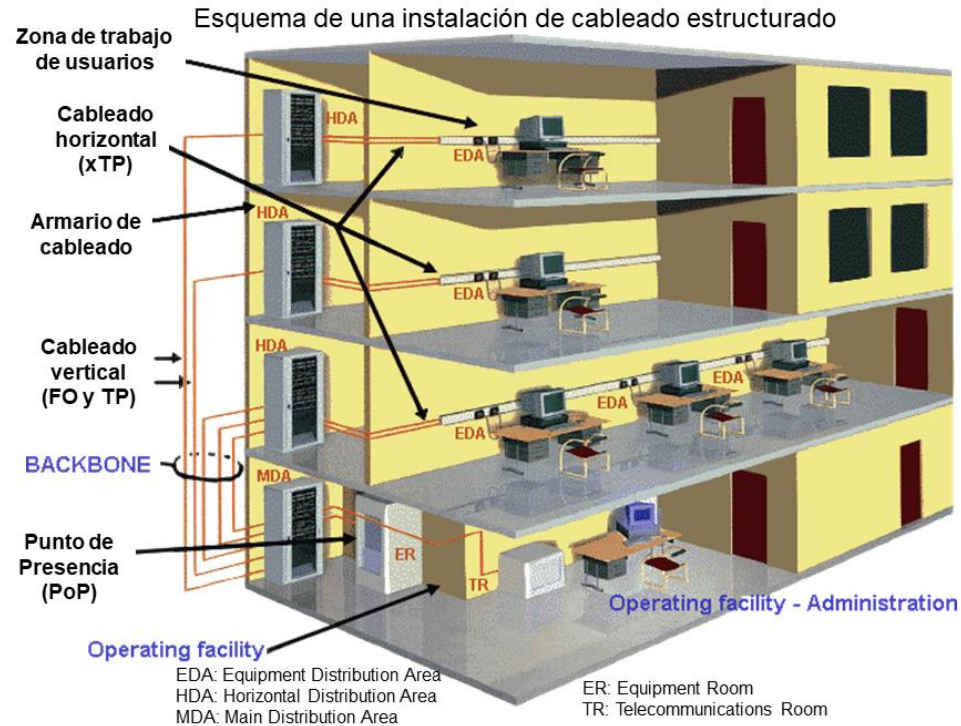 Esquema de una instalación de cableado estructurado
Zona de trabajo
de usuarios
Cableado
horizontal
(xTP)
Armario de
cableado
Cableado
vertical
(FO y TP)
BACKBONE
Punto de
Presencia
(PoP)
HDA
EDA
HDA
EDA
HDA
EDA
EDA
EDA
MDA
ER
TR
Operating facility - Administration
Operating facility
EDA: Equipment Distribution Area
HDA: Horizontal Distribution Area
MDA: Main Distribution Area
ER: Equipment Room
TR: Telecommunications Room